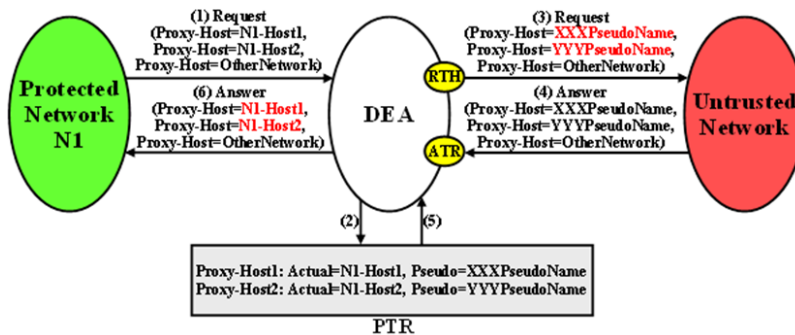 (1) Request
(Proxy-Host=N1-Host1,
Proxy-Host=N1-Host2,
Proxy-Host=OtherNetwork)
(3) Request
(Proxy-Host=XXXPseudoName,
Proxy-Host=YYYPseudoName,
Proxy-Host=OtherNetwork)
Protected
Network
N1
(6) Answer
(Proxy-Host=N1-Host1,
Proxy-Host=N1-Host2,
Proxy-Host=OtherNetwork)
DEA
RTH
ATR
(4) Answer
(Proxy-Host=XXXPseudoName,
Proxy-Host=YYYPseudoName,
Proxy-Host=OtherNetwork)
Untrusted
Network
(2)
(5)
Proxy-Host1: Actual=N1-Host1, Pseudo=XXXPseudoName
Proxy-Host2: Actual=N1-Host2, Pseudo=YYYPseudoName
PTR